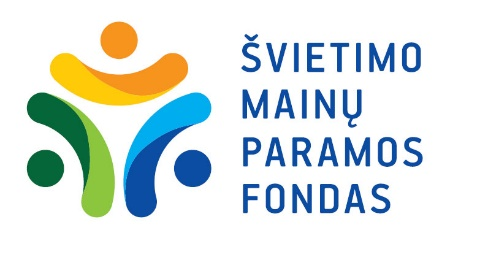 ŠVIETIMO
MAINŲ
PARAMOS
FONDAS